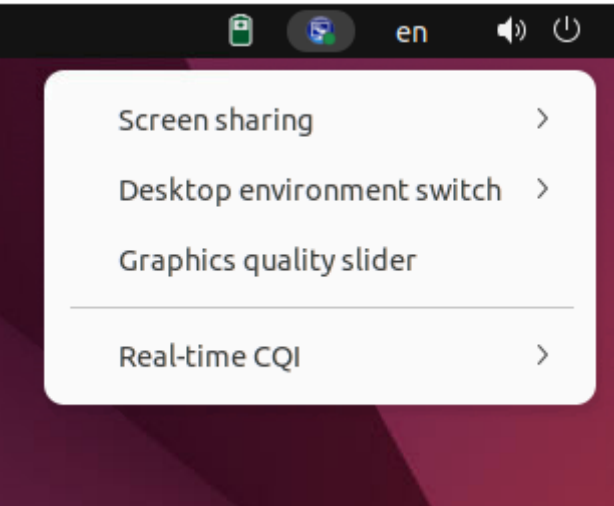 en
Screen sharing
Desktop environment switch
Graphics quality slider
Real-time CQI